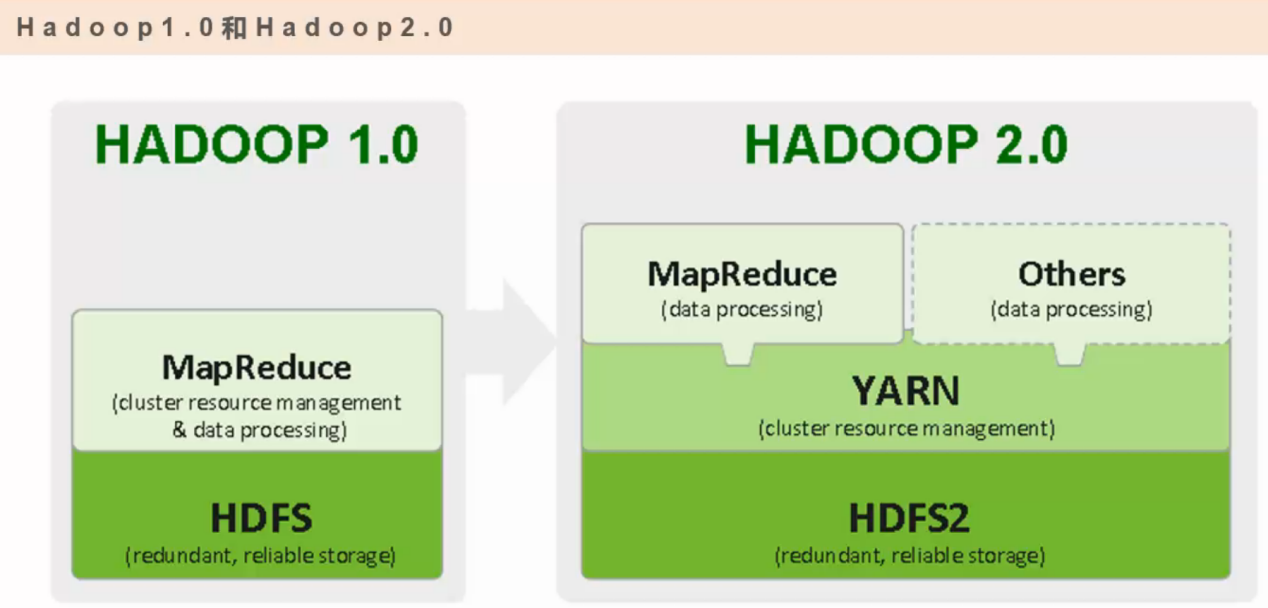 Hadoop1.0和Hadoop2.0
HADOOP 1.0
MapReduce
(cluster resource management
& data processing)
HDFS
(redundant, reliable storage)
HADOOP 2.0
MapReduce
(data processing)
Others
(data processing)
YARN
(cluster resource management)
HDFS2
(redundant, reliable storage)